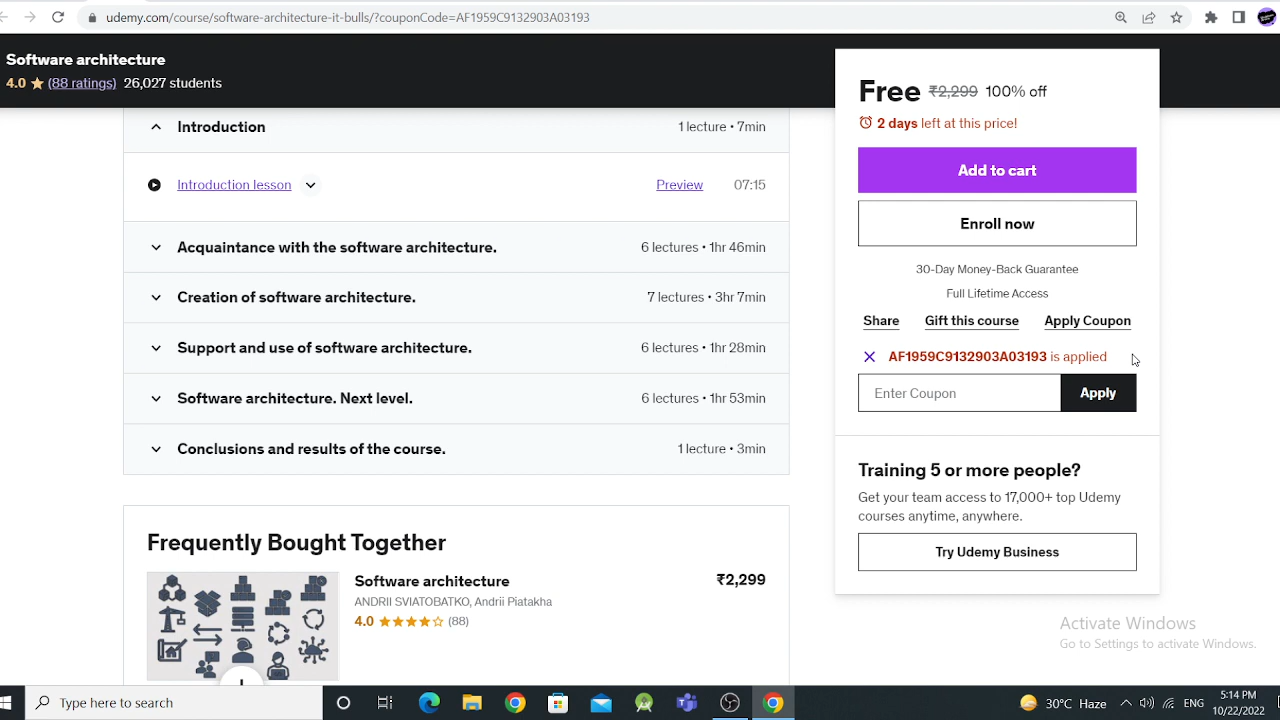 udemy.com/course/software-architecture-it-bulls/?couponCode=AF1959C9132903A03193
Software architecture
4.0 (88 ratings) 26,027 students
Introduction
1 lecture • 7min
Introduction lesson
Preview
07:15
Acquaintance with the software architecture.
6 lectures • 1hr 46min
Creation of software architecture.
7 lectures • 3hr 7min
Support and use of software architecture.
6 lectures • 1hr 28min
Software architecture. Next level.
6 lectures • 1hr 53min
Conclusions and results of the course.
1 lecture • 3min
Frequently Bought Together
Software architecture
₹2,299
ANDRII SVIATOBATKO, Andrii Piatakha
4.0 (88)
Free ₹2,299 100% off
2 days left at this price!
Add to cart
Enroll now
30-Day Money-Back Guarantee
Full Lifetime Access
Share
Gift this course
Apply Coupon
AF1959C9132903A03193 is applied
Enter Coupon
Apply
Training 5 or more people?
Get your team access to 17,000+ top Udemy
courses anytime, anywhere.
Try Udemy Business
Activate Windows
Go to Settings to activate Windows.
Type here to search
30°C Haze
ENG
5:14 PM
10/22/2022